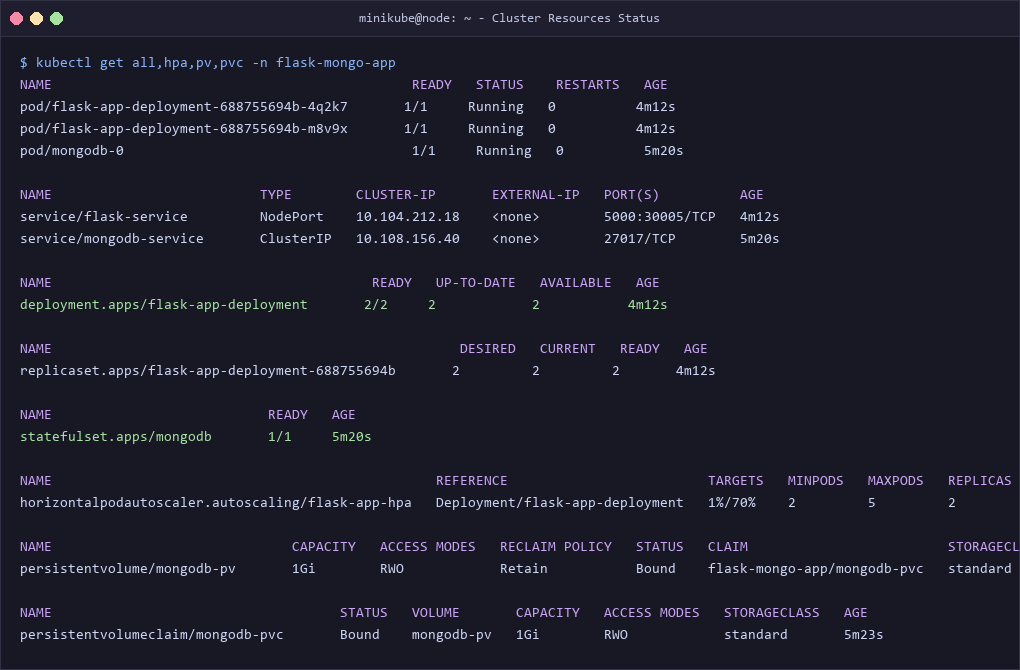 minikube@node: ~ - Cluster Resources Status
$ kubectl get all,hpa,pv,pvc -n flask-mongo-app
NAME READY STATUS RESTARTS AGE
pod/flask-app-deployment-688755694b-4q2k7 1/1 Running 0 4m12s
pod/flask-app-deployment-688755694b-m8v9x 1/1 Running 0 4m12s
pod/mongodb-0 1/1 Running 0 5m20s
NAME TYPE CLUSTER-IP EXTERNAL-IP PORT(S) AGE
service/flask-service NodePort 10.104.212.18 <none> 5000:30005/TCP 4m12s
service/mongodb-service ClusterIP 10.108.156.40 <none> 27017/TCP 5m20s
NAME READY UP-TO-DATE AVAILABLE AGE
deployment.apps/flask-app-deployment 2/2 2 2 4m12s
NAME DESIRED CURRENT READY AGE
replicaset.apps/flask-app-deployment-688755694b 2 2 2 4m12s
NAME READY AGE
statefulset.apps/mongodb 1/1 5m20s
NAME REFERENCE TARGETS MINPODS MAXPODS REPLICAS
horizontalpodautoscaler.autoscaling/flask-app-hpa Deployment/flask-app-deployment 1%/70% 2 5 2
NAME CAPACITY ACCESS MODES RECLAIM POLICY STATUS CLAIM STORAGECL
persistentvolume/mongodb-pv 1Gi RWO Retain Bound flask-mongo-app/mongodb-pvc standard
NAME STATUS VOLUME CAPACITY ACCESS MODES STORAGECLASS AGE
persistentvolumeclaim/mongodb-pvc Bound mongodb-pv 1Gi RWO standard 5m23s